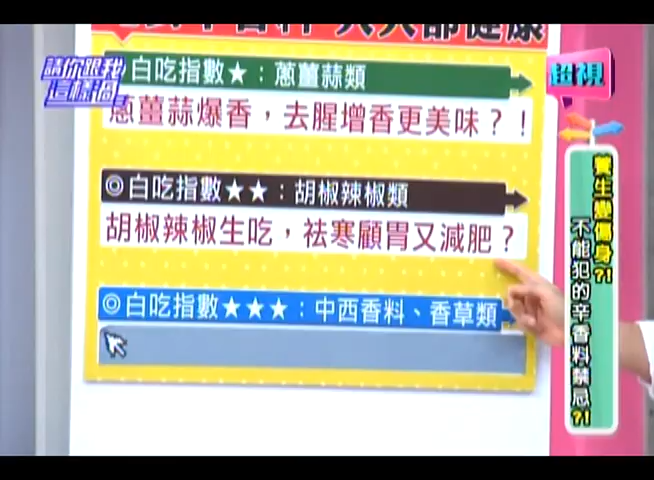 請你跟我
這樣過
超視
◎白吃指數★：蔥薑蒜類
蔥薑蒜爆香，去腥增香更美味？！
◎白吃指數★★：胡椒辣椒類
胡椒辣椒生吃，祛寒顧胃又減肥？
◎白吃指數★★★：中西香料、香草類
養生變傷身?!
不能犯的辛香料禁忌?!